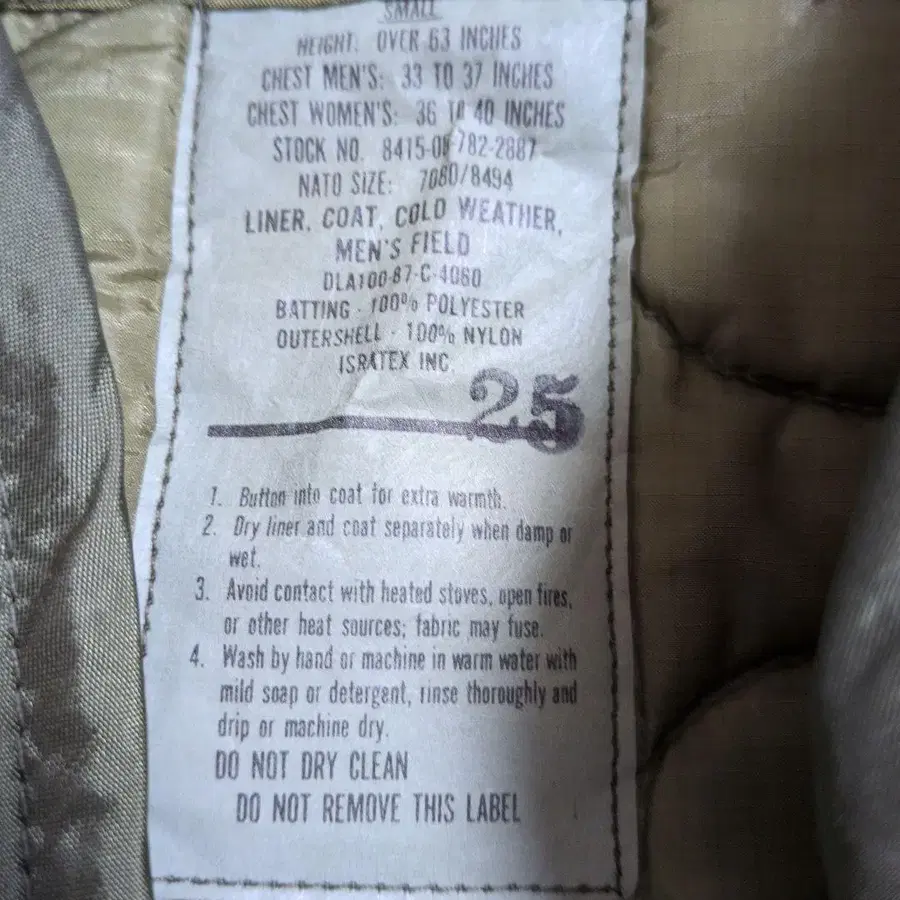 SMALL
HEIGHT: OVER 63 INCHES
CHEST MEN'S: 33 TO 37 INCHES
CHEST WOMEN'S: 36 TO 40 INCHES
STOCK NO. 8415-00-782-2887
NATO SIZE: 7080/8494
LINER, COAT, COLD WEATHER,
MEN'S FIELD
DLA100-87-C-4060
BATTING - 100% POLYESTER
OUTERSHELL - 100% NYLON
ISRATEX INC
25
1. Button into coat for extra warmth.
2. Dry liner and coat separately when damp or
wet.
3. Avoid contact with heated stoves, open fires,
or other heat sources; fabric may fuse.
4. Wash by hand or machine in warm water with
mild soap or detergent, rinse thoroughly and
drip or machine dry.
DO NOT DRY CLEAN
DO NOT REMOVE THIS LABEL